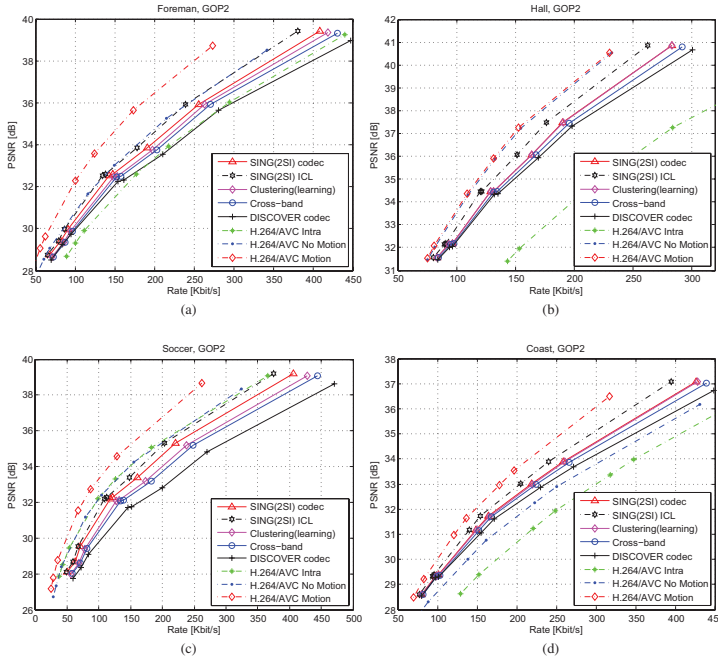 Foreman, GOP2
40
38
36
34
32
30
28
PSNR [dB]
50 100 150 200 250 300 350 400 450
Rate [Kbit/s]
SING(2SI) codec
SING(2SI) ICL
Clustering(learning)
Cross-band
DISCOVER codec
H.264/AVC Intra
H.264/AVC No Motion
H.264/AVC Motion
(a)
Hall, GOP2
42
41
40
39
38
37
36
35
34
33
32
31
PSNR [dB]
100 150 200 250 300
Rate [Kbit/s]
SING(2SI) codec
SING(2SI) ICL
Clustering(learning)
Cross-band
DISCOVER codec
H.264/AVC Intra
H.264/AVC No Motion
H.264/AVC Motion
(b)
Soccer, GOP2
40
38
36
34
32
30
28
26
PSNR [dB]
0 50 100 150 200 250 300 350 400 450 500
Rate [Kbit/s]
SING(2SI) codec
SING(2SI) ICL
Clustering(learning)
Cross-band
DISCOVER codec
H.264/AVC Intra
H.264/AVC No Motion
H.264/AVC Motion
(c)
Coast, GOP2
38
37
36
35
34
33
32
31
30
29
28
PSNR [dB]
50 100 150 200 250 300 350 400 450
Rate [Kbit/s]
SING(2SI) codec
SING(2SI) ICL
Clustering(learning)
Cross-band
DISCOVER codec
H.264/AVC Intra
H.264/AVC No Motion
H.264/AVC Motion
(d)